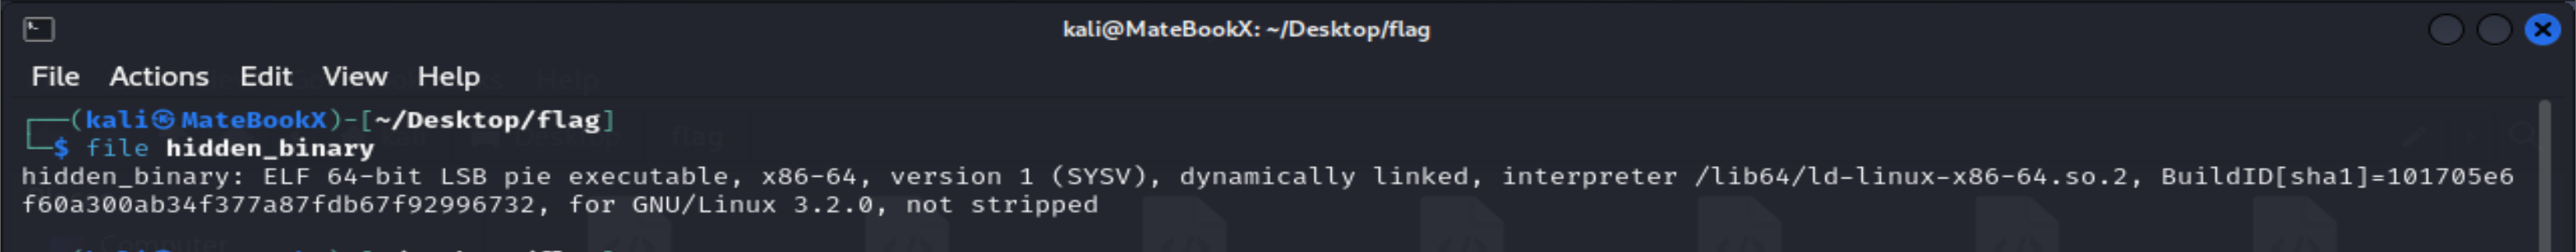 kali@MateBookX: ~/Desktop/flag
File Actions Edit View Help
┌──(kali㉿MateBookX)-[~/Desktop/flag]
└─$ file hidden_binary
hidden_binary: ELF 64-bit LSB pie executable, x86-64, version 1 (SYSV), dynamically linked, interpreter /lib64/ld-linux-x86-64.so.2, BuildID[sha1]=101705e6
f60a300ab34f377a87fdb67f92996732, for GNU/Linux 3.2.0, not stripped